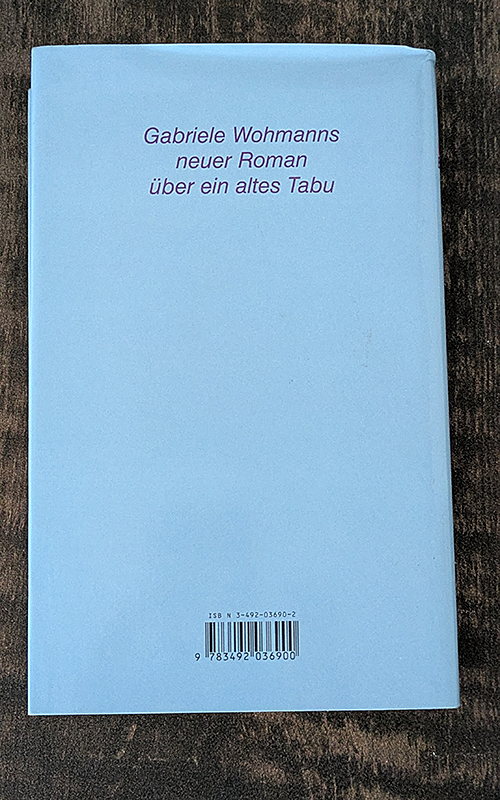 Gabriele Wohmanns
neuer Roman
über ein altes Tabu
ISB N 3-492-03690-2
9 783492 036900